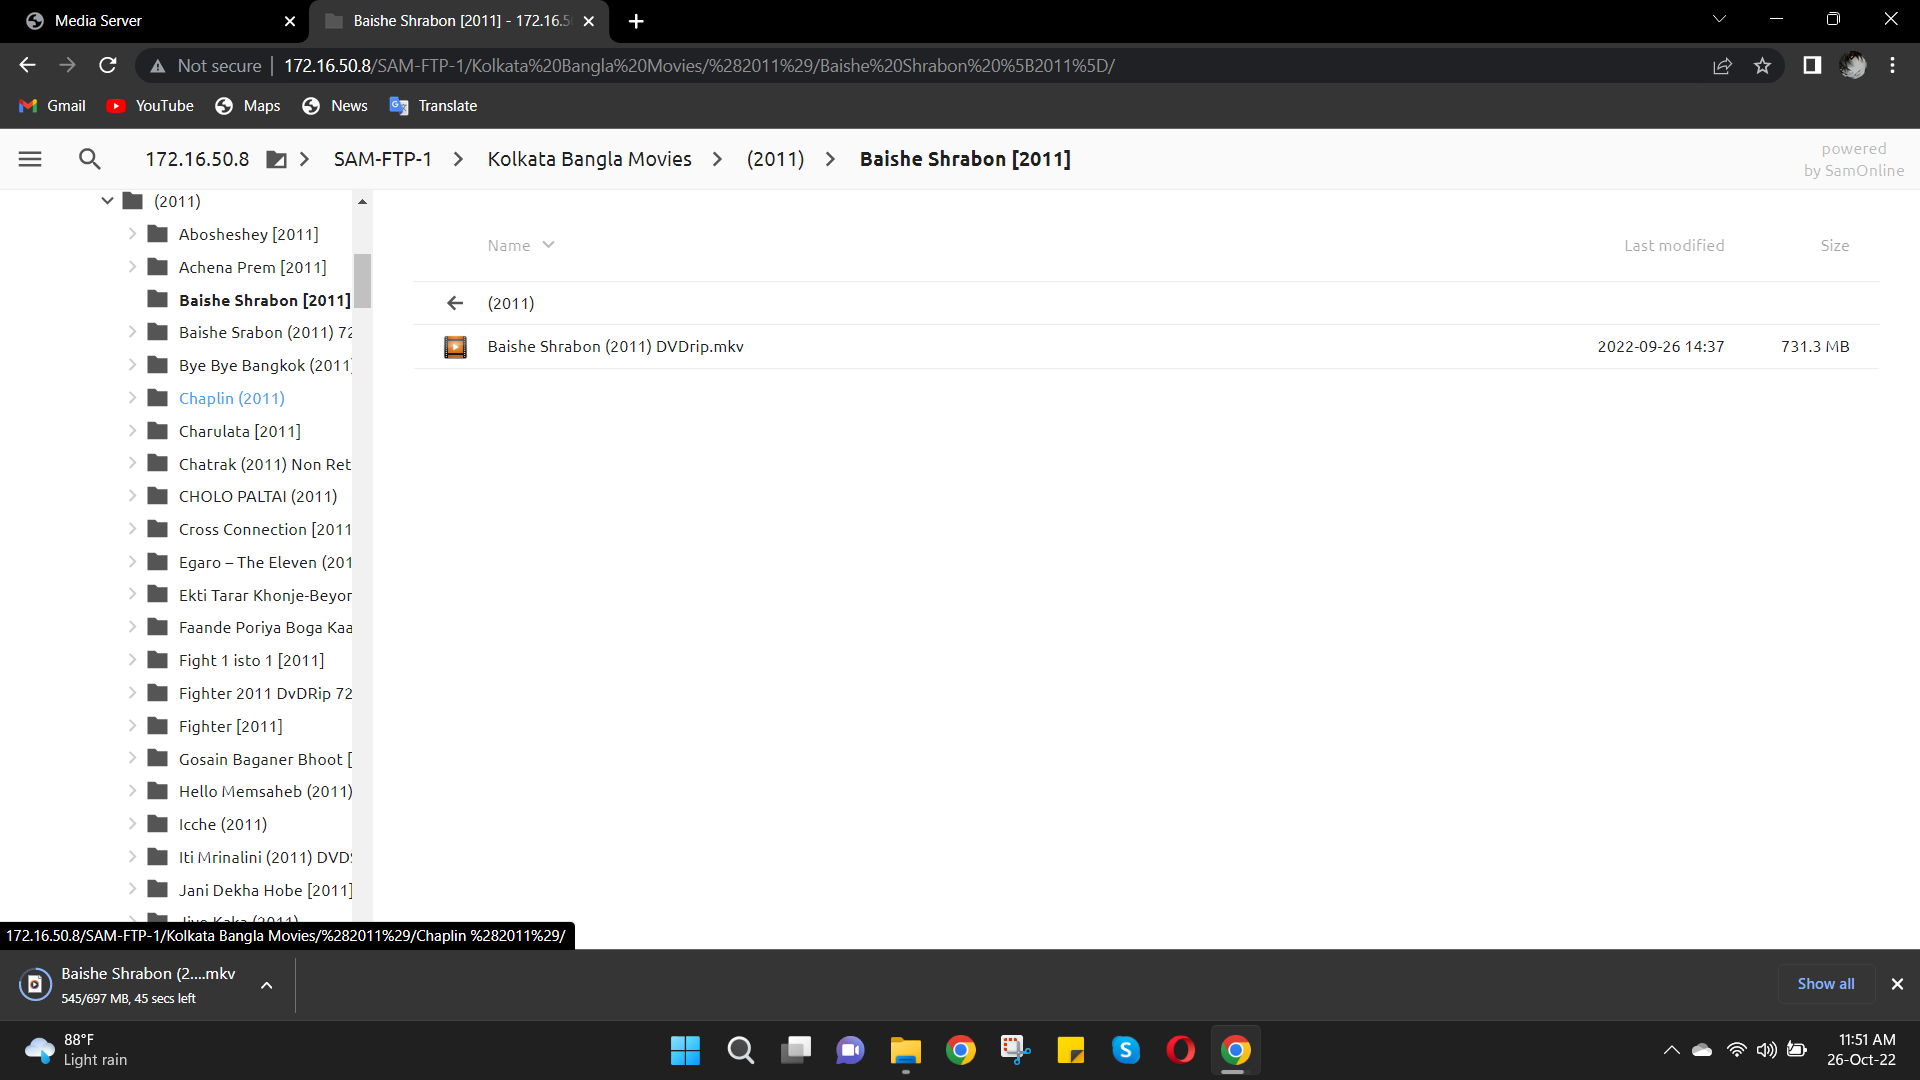 Media Server
Baishe Shrabon [2011] - 172.16.5
Not secure
172.16.50.8/SAM-FTP-1/Kolkata%20Bangla%20Movies/%282011%29/Baishe%20Shrabon%20%5B2011%5D/
Gmail YouTube Maps News Translate
172.16.50.8 SAM-FTP-1 Kolkata Bangla Movies (2011) Baishe Shrabon [2011]
powered
by SamOnline
(2011)
Abosheshey [2011]
Achena Prem [2011]
Baishe Shrabon [2011]
Baishe Srabon (2011) 72
Bye Bye Bangkok (2011)
Chaplin (2011)
Charulata [2011]
Chatrak (2011) Non Ret
CHOLO PALTAI (2011)
Cross Connection [2011
Egaro – The Eleven (201
Ekti Tarar Khonje-Beyon
Faande Poriya Boga Kaa
Fight 1 isto 1 [2011]
Fighter 2011 DvDRip 72
Fighter [2011]
Gosain Baganer Bhoot [
Hello Memsaheb (2011)
Icche (2011)
Iti Mrinalini (2011) DVDS
Jani Dekha Hobe [2011]
Jiyo Kaka (2011)
Name Last modified Size
(2011)
Baishe Shrabon (2011) DVDrip.mkv 2022-09-26 14:37 731.3 MB
172.16.50.8/SAM-FTP-1/Kolkata Bangla Movies/%282011%29/Chaplin %282011%29/
Baishe Shrabon (2....mkv
545/697 MB, 45 secs left
Show all
88°F
Light rain
11:51 AM
26-Oct-22